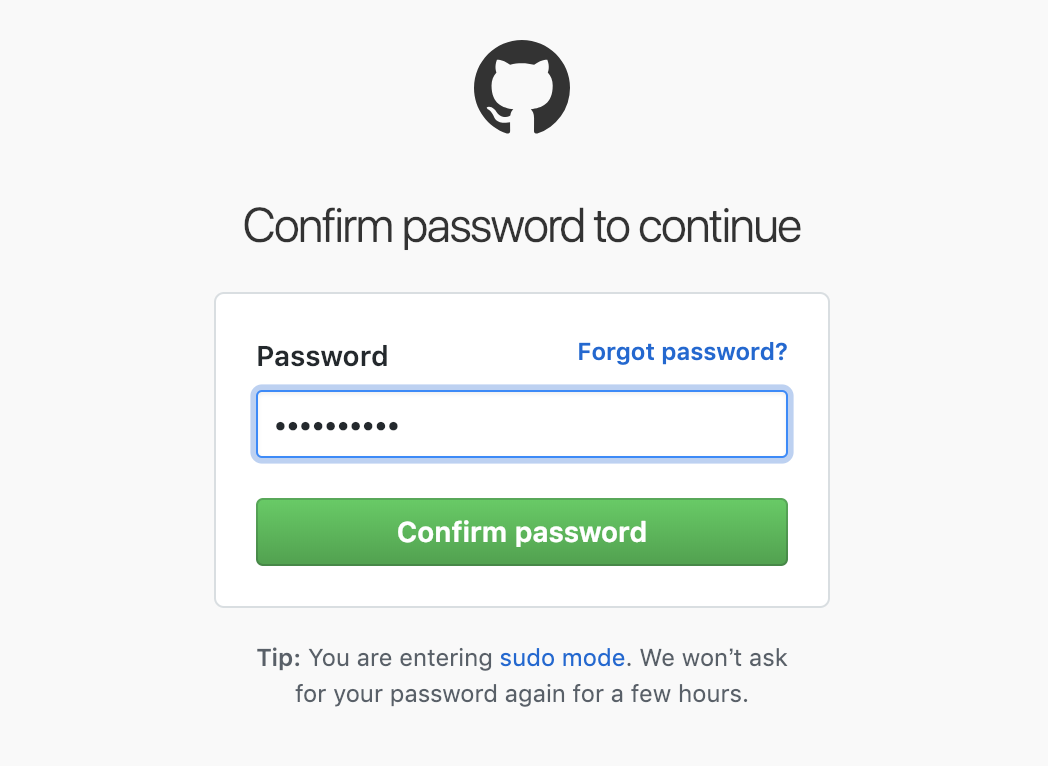 Confirm password to continue
Password
Forgot password?
••••••••••
Confirm password
Tip: You are entering sudo mode. We won’t ask
for your password again for a few hours.